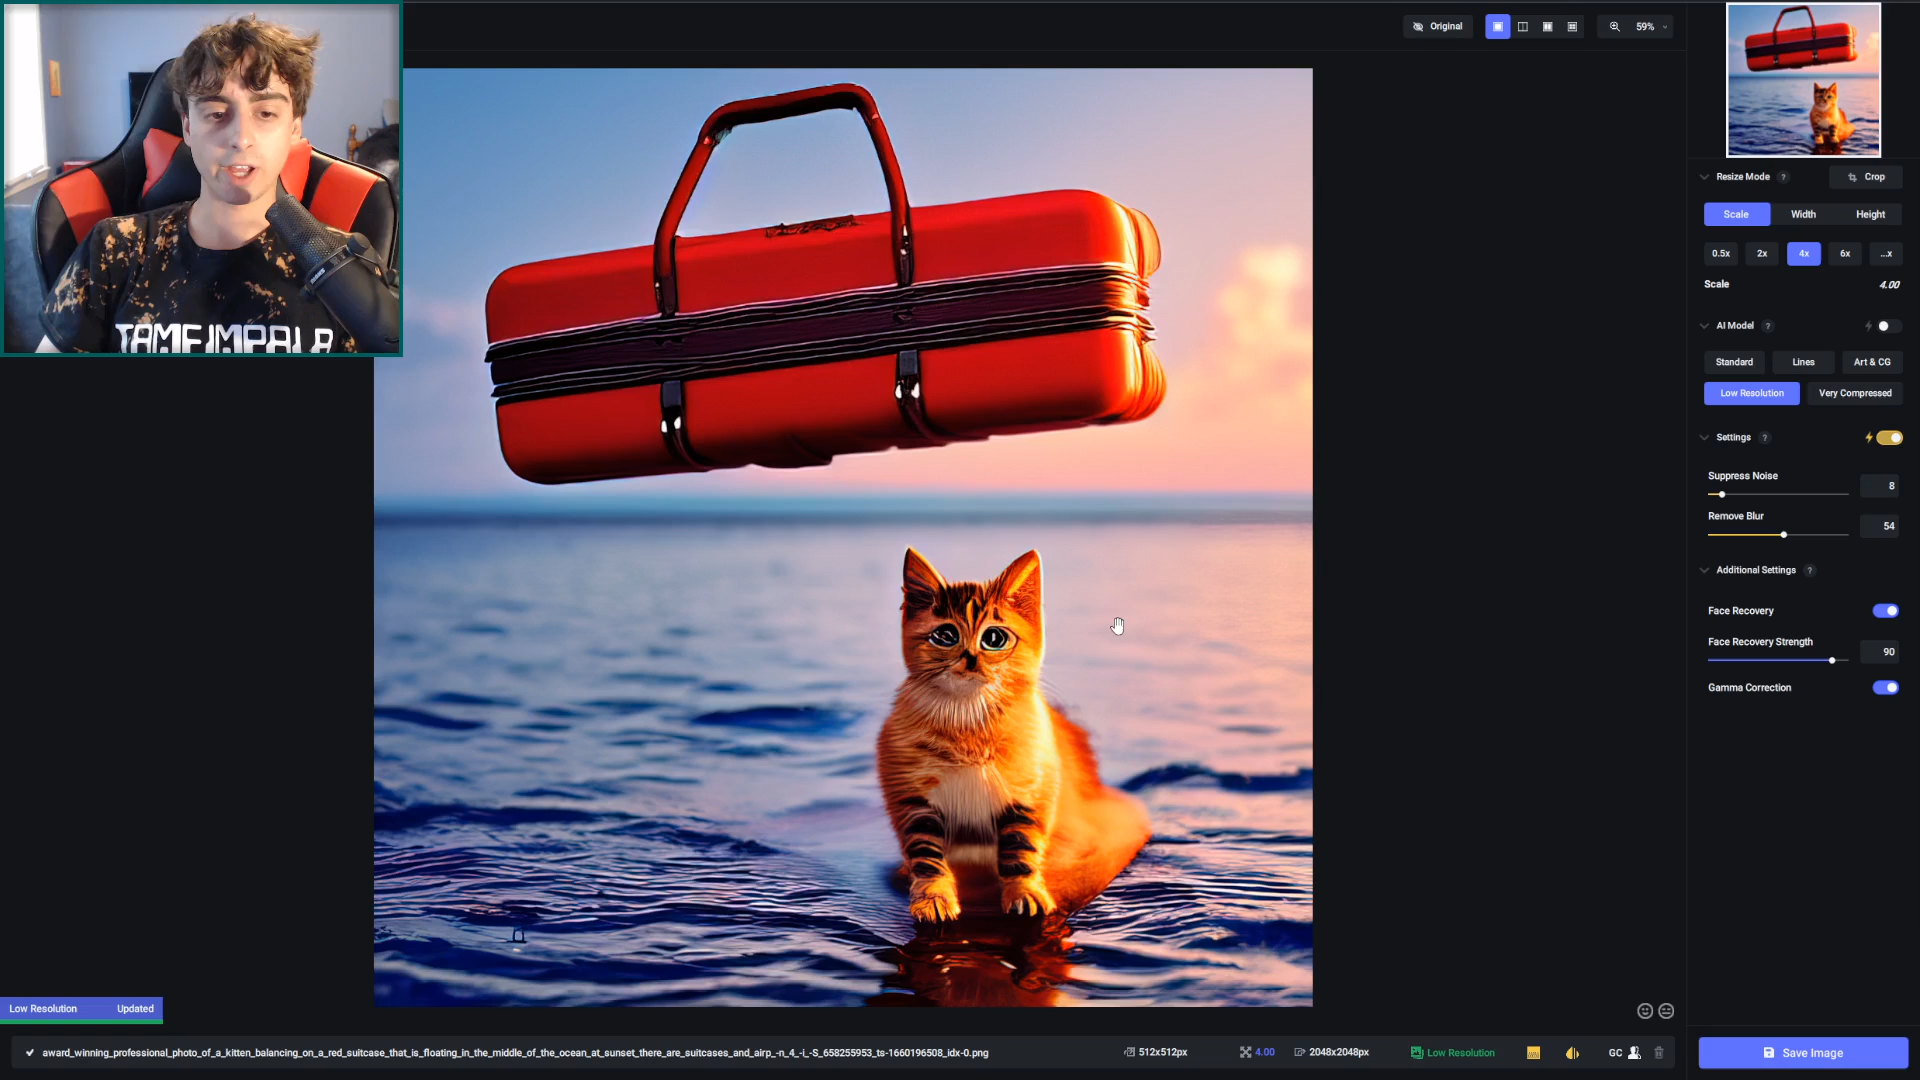 Original
59%
Resize Mode ?
Crop
Scale Width Height
0.5x 2x 4x 6x ...x
Scale 4.00
AI Model ?
Standard Lines Art & CG
Low Resolution Very Compressed
Settings ?
Suppress Noise 8
Remove Blur 54
Additional Settings ?
Face Recovery
Face Recovery Strength 90
Gamma Correction
TAME IMPALA
Low Resolution Updated
award_winning_professional_photo_of_a_kitten_balancing_on_a_red_suitcase_that_is_floating_in_the_middle_of_the_ocean_at_sunset_there_are_suitcases_and_airp_-n_4_-i_-S_658255953_ts-1660196508_idx-0.png
512x512px
4.00
2048x2048px
Low Resolution
GC
Save Image